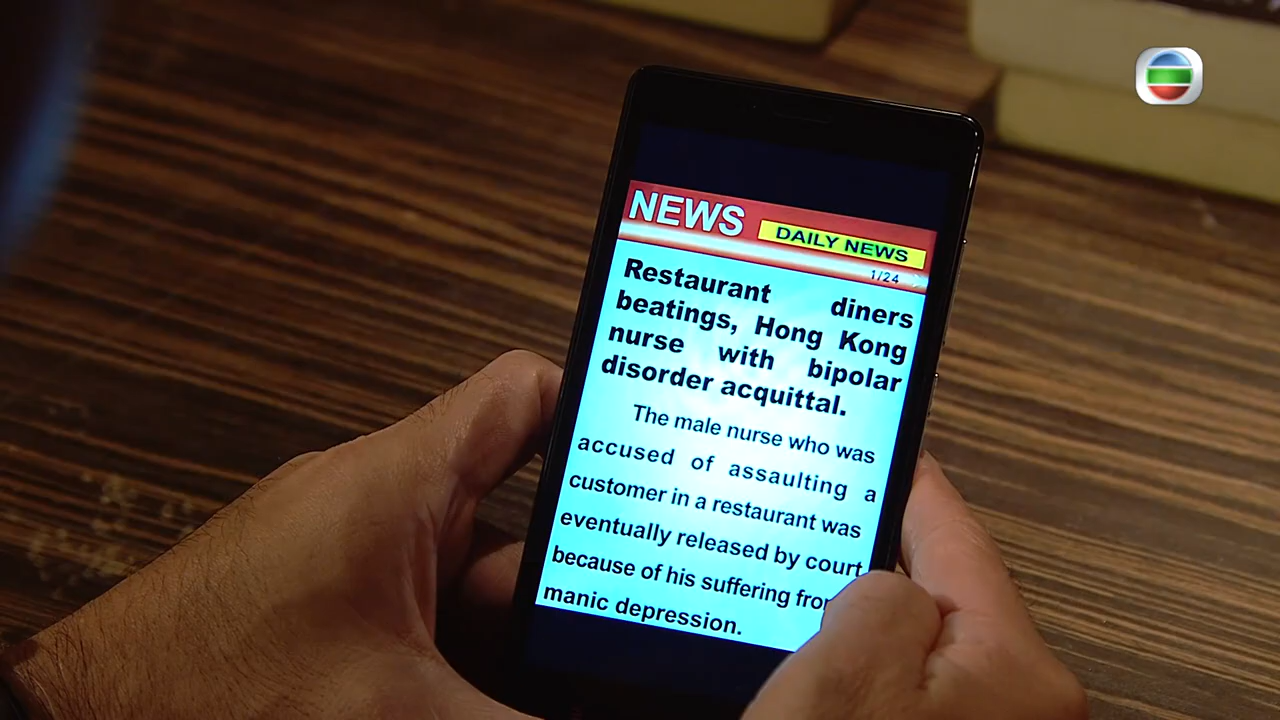 NEWS
DAILY NEWS
1/24
Restaurant diners
beatings, Hong Kong
nurse with bipolar
disorder acquittal.
The male nurse who was
accused of assaulting a
customer in a restaurant was
eventually released by court
because of his suffering fro
manic depression.